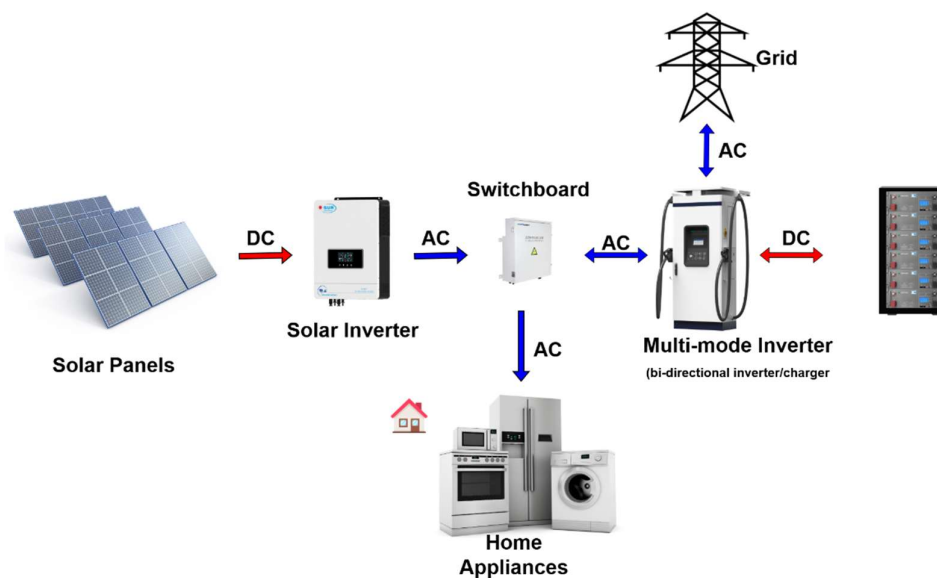 Grid
AC
Switchboard
DC
AC
AC
DC
Solar Inverter
Solar Panels
AC
Multi-mode Inverter
(bi-directional inverter/charger
Home
Appliances